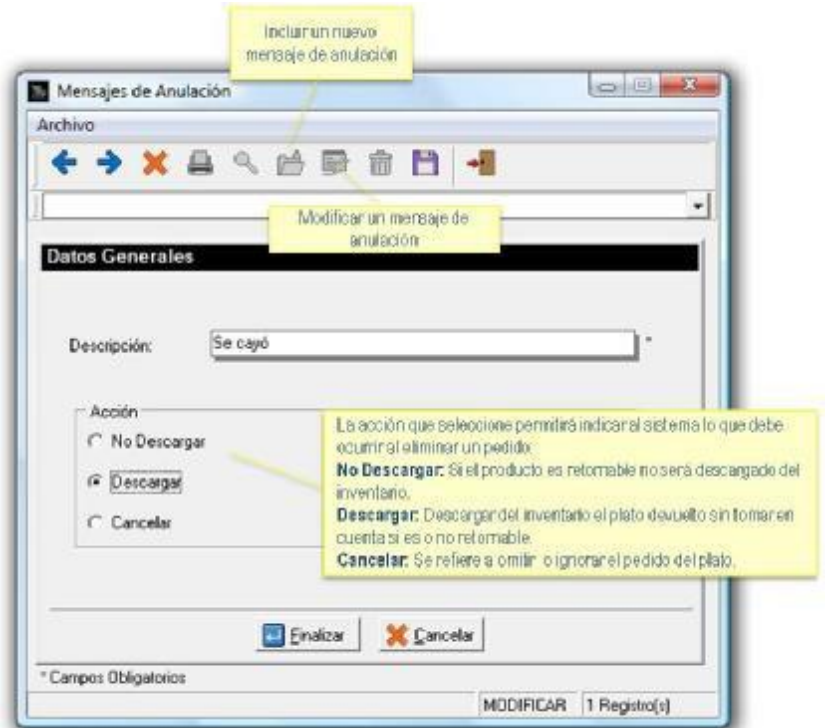 Incluir un nuevo
mensaje de anulación
Mensajes de Anulación
Archivo
Modificar un mensaje de
anulación
Datos Generales
Descripción:
Se cayó
*
Acción
No Descargar
Descargar
Cancelar
La acción que seleccione permitirá indicar al sistema lo que debe
ocurrir al eliminar un pedido:
No Descargar: Si el producto es retornable no será descargado del
inventario.
Descargar: Descargar del inventario el plato devuelto sin tomar en
cuenta si es o no retornable.
Cancelar: Se refiere a omitir o ignorar el pedido del plato.
Finalizar
Cancelar
* Campos Obligatorios
MODIFICAR
1 Registro(s)